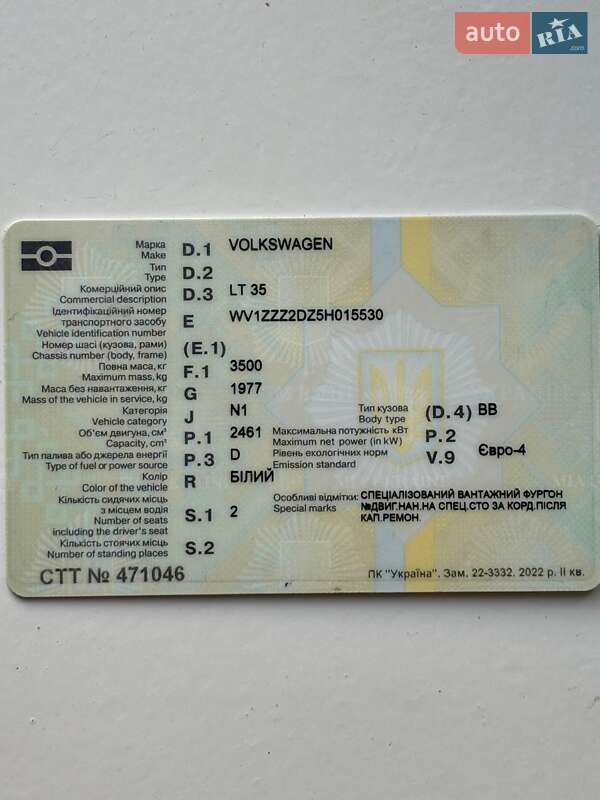 auto RIA .com
Марка
Make D.1 VOLKSWAGEN
Тип
Type D.2
Комерційний опис
Commercial description D.3 LT 35
Ідентифікаційний номер
транспортного засобу E WV1ZZZ2DZ5H015530
Vehicle identification number
Номер шасі (кузова, рами)
Chassis number (body, frame) (E.1)
Повна маса, кг
Maximum mass, kg F.1 3500
Маса без навантаження, кг
Mass of the vehicle in service, kg G 1977
Категорія
Vehicle category J N1
Тип кузова
Body type (D.4) BB
Об'єм двигуна, см³
Capacity, cm³ P.1 2461
Максимальна потужність кВт
Maximum net power (in kW) P.2
Тип палива або джерела енергії
Type of fuel or power source P.3 D
Рівень екологічних норм
Emission standard V.9 Євро-4
Колір
Color of the vehicle R БІЛИЙ
Кількість сидячих місць
з місцем водія
Number of seats S.1 2
including the driver's seat
Особливі відмітки: СПЕЦІАЛІЗОВАНИЙ ВАНТАЖНИЙ ФУРГОН
Special marks №ДВИГ.НАН.НА СПЕЦ.СТО ЗА КОРД.ПІСЛЯ
КАП.РЕМОН.
Кількість стоячих місць
Number of standing places S.2
СТТ № 471046
ПК "Україна". Зам. 22-3332. 2022 р. II кв.